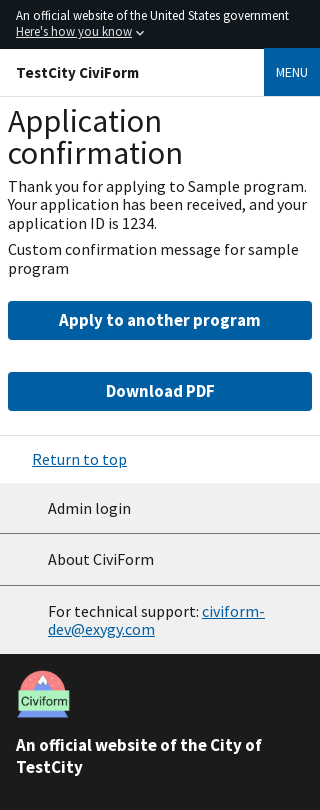 An official website of the United States government
Here's how you know
TestCity CiviForm
MENU
Application
confirmation
Thank you for applying to Sample program.
Your application has been received, and your
application ID is 1234.
Custom confirmation message for sample
program
Apply to another program
Download PDF
Return to top
Admin login
About CiviForm
For technical support: civiform-
dev@exygy.com
Civiform
An official website of the City of
TestCity